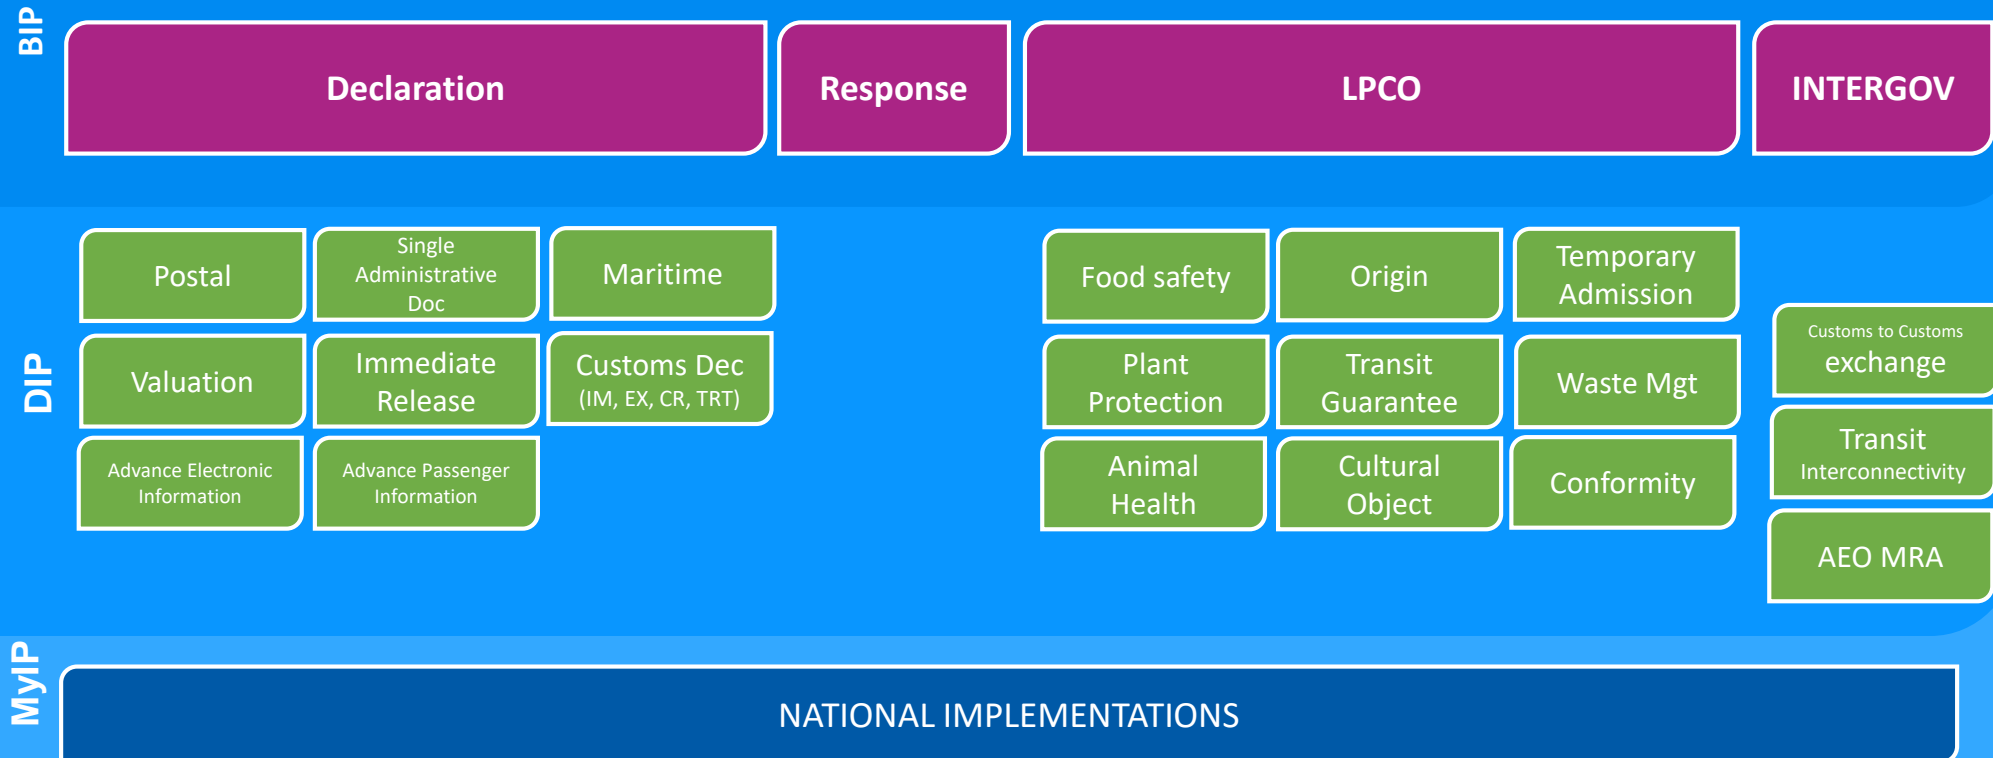 BIP
Declaration
Response
LPCO
INTERGOV
DIP
Postal
Single
Administrative
Doc
Maritime
Valuation
Immediate
Release
Customs Dec
(IM, EX, CR, TRT)
Advance Electronic
Information
Advance Passenger
Information
Food safety
Origin
Temporary
Admission
Plant
Protection
Transit
Guarantee
Waste Mgt
Animal
Health
Cultural
Object
Conformity
Customs to Customs
exchange
Transit
Interconnectivity
AEO MRA
MyIP
NATIONAL IMPLEMENTATIONS